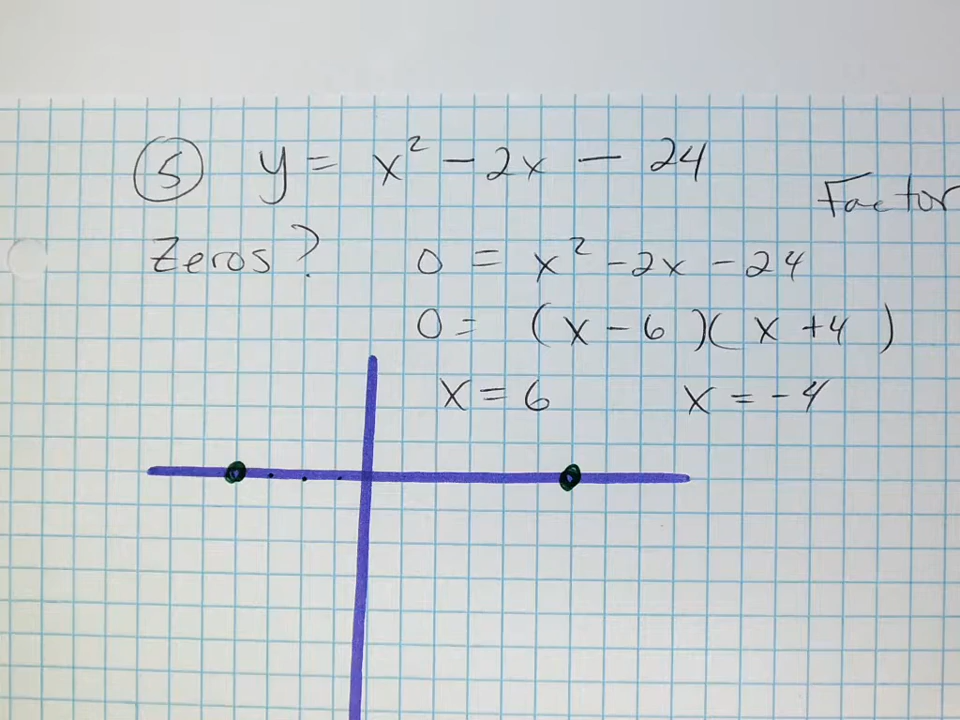 5 y = x² - 2x - 24
Factor
Zeros? 0 = x² - 2x - 24
0 = (x - 6)(x + 4)
x = 6 x = -4